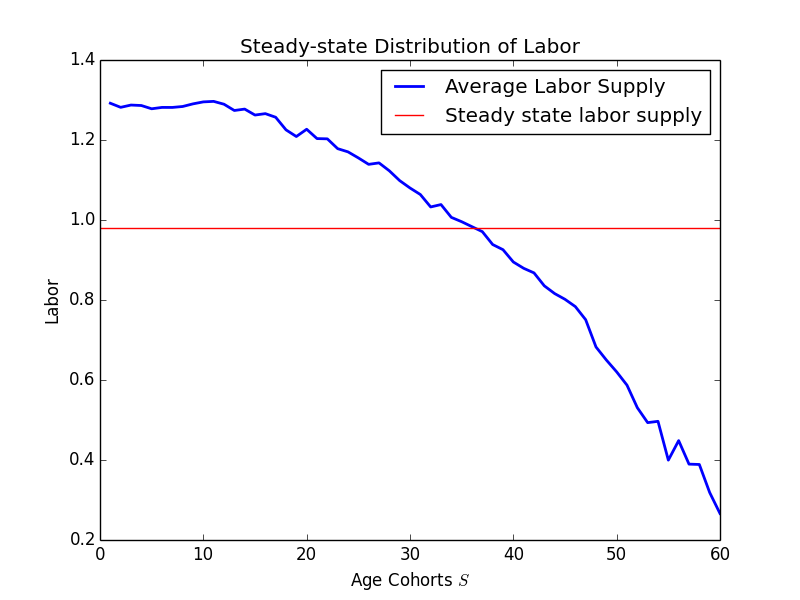 Steady-state Distribution of Labor
1.4
1.2
1.0
0.8
0.6
0.4
0.2
Labor
Average Labor Supply
Steady state labor supply
0 10 20 30 40 50 60
Age Cohorts S